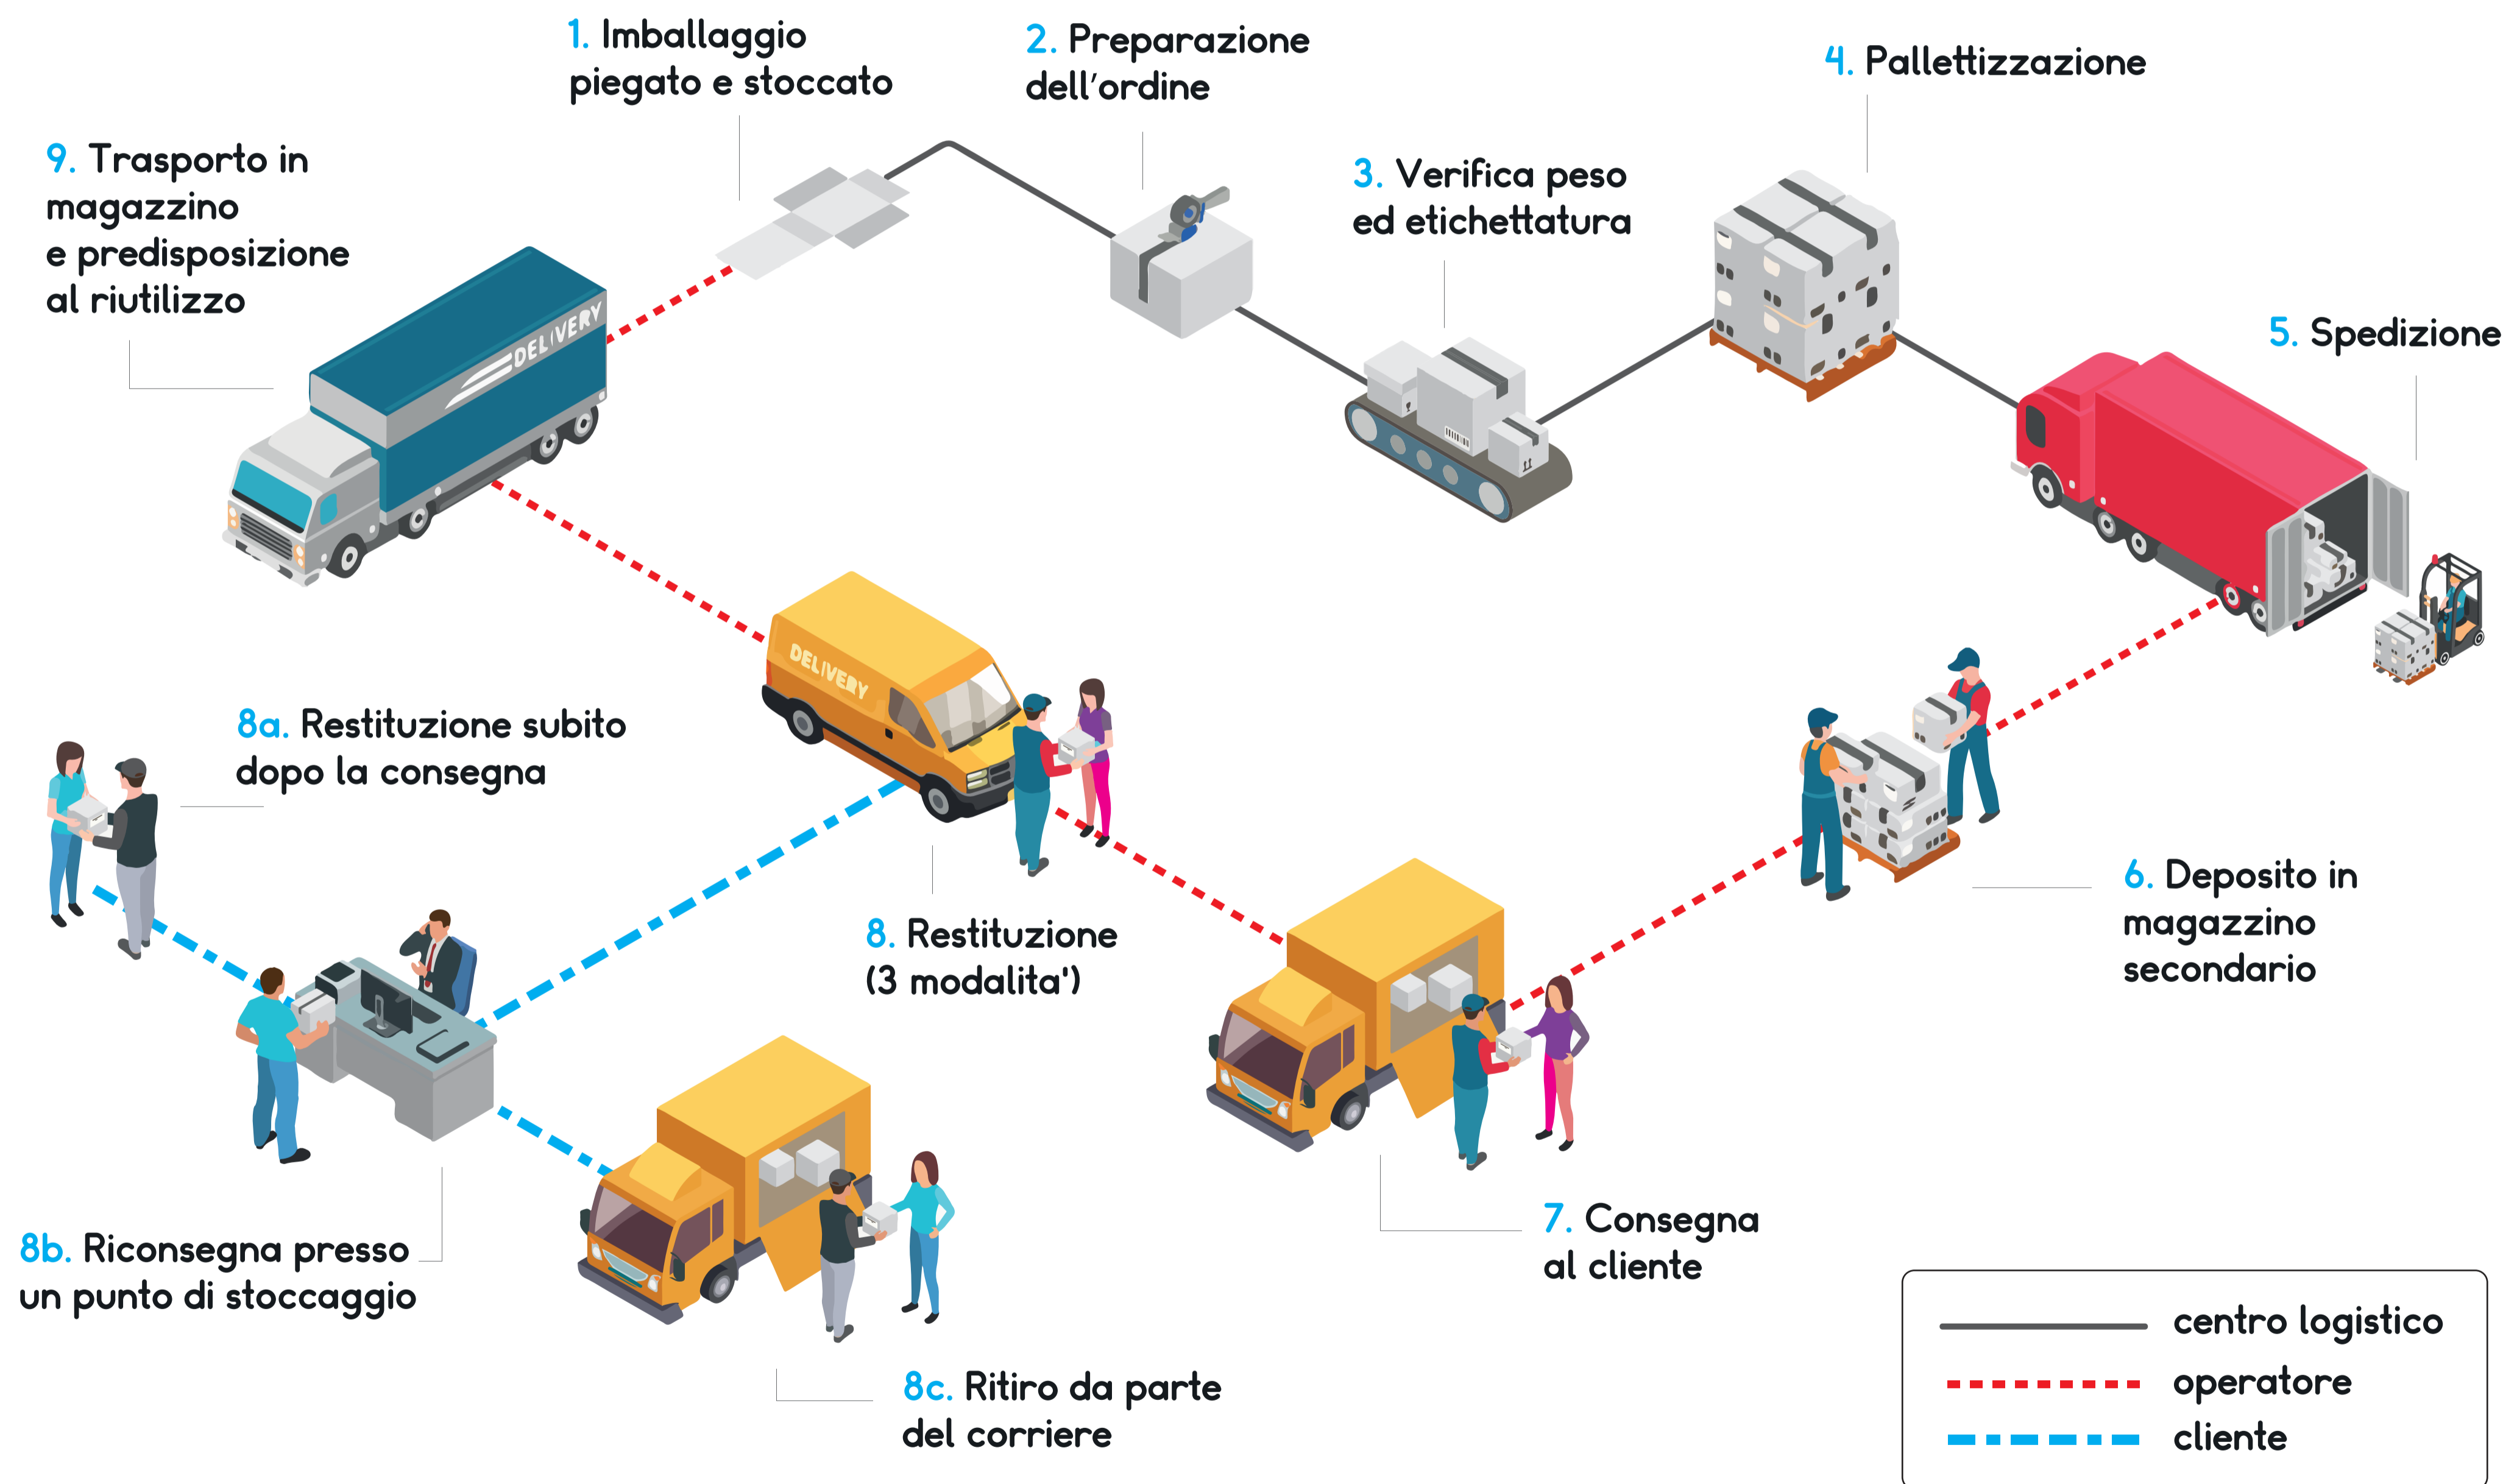 1. Imballaggio
piegato e stoccato
2. Preparazione
dell'ordine
3. Verifica peso
ed etichettatura
4. Pallettizzazione
5. Spedizione
6. Deposito in
magazzino
secondario
7. Consegna
al cliente
8. Restituzione
(3 modalita')
8a. Restituzione subito
dopo la consegna
8b. Riconsegna presso
un punto di stoccaggio
8c. Ritiro da parte
del corriere
9. Trasporto in
magazzino
e predisposizione
al riutilizzo
DELIVERY
DELIVERY
centro logistico
operatore
cliente